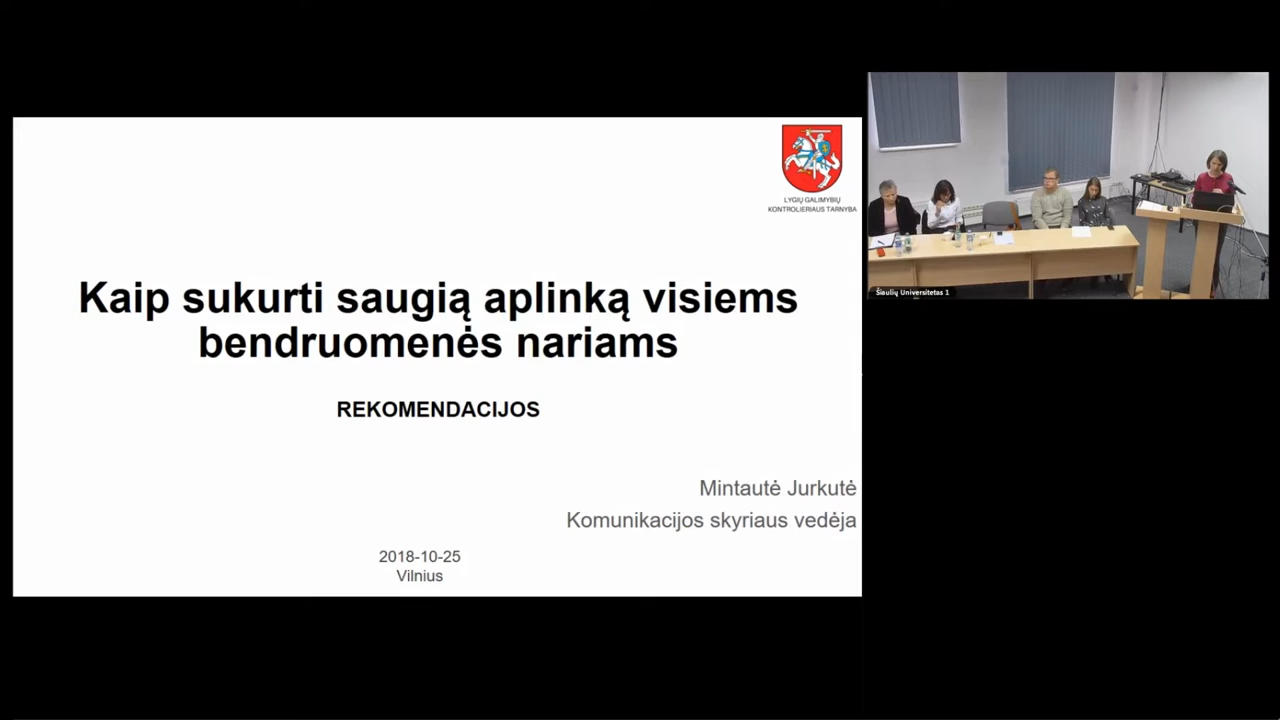 LYGIŲ GALIMYBIŲ
KONTROLIERIAUS TARNYBA
Kaip sukurti saugią aplinką visiems
bendruomenės nariams
REKOMENDACIJOS
Mintautė Jurkutė
Komunikacijos skyriaus vedėja
2018-10-25
Vilnius
Šiaulių Universitetas 1